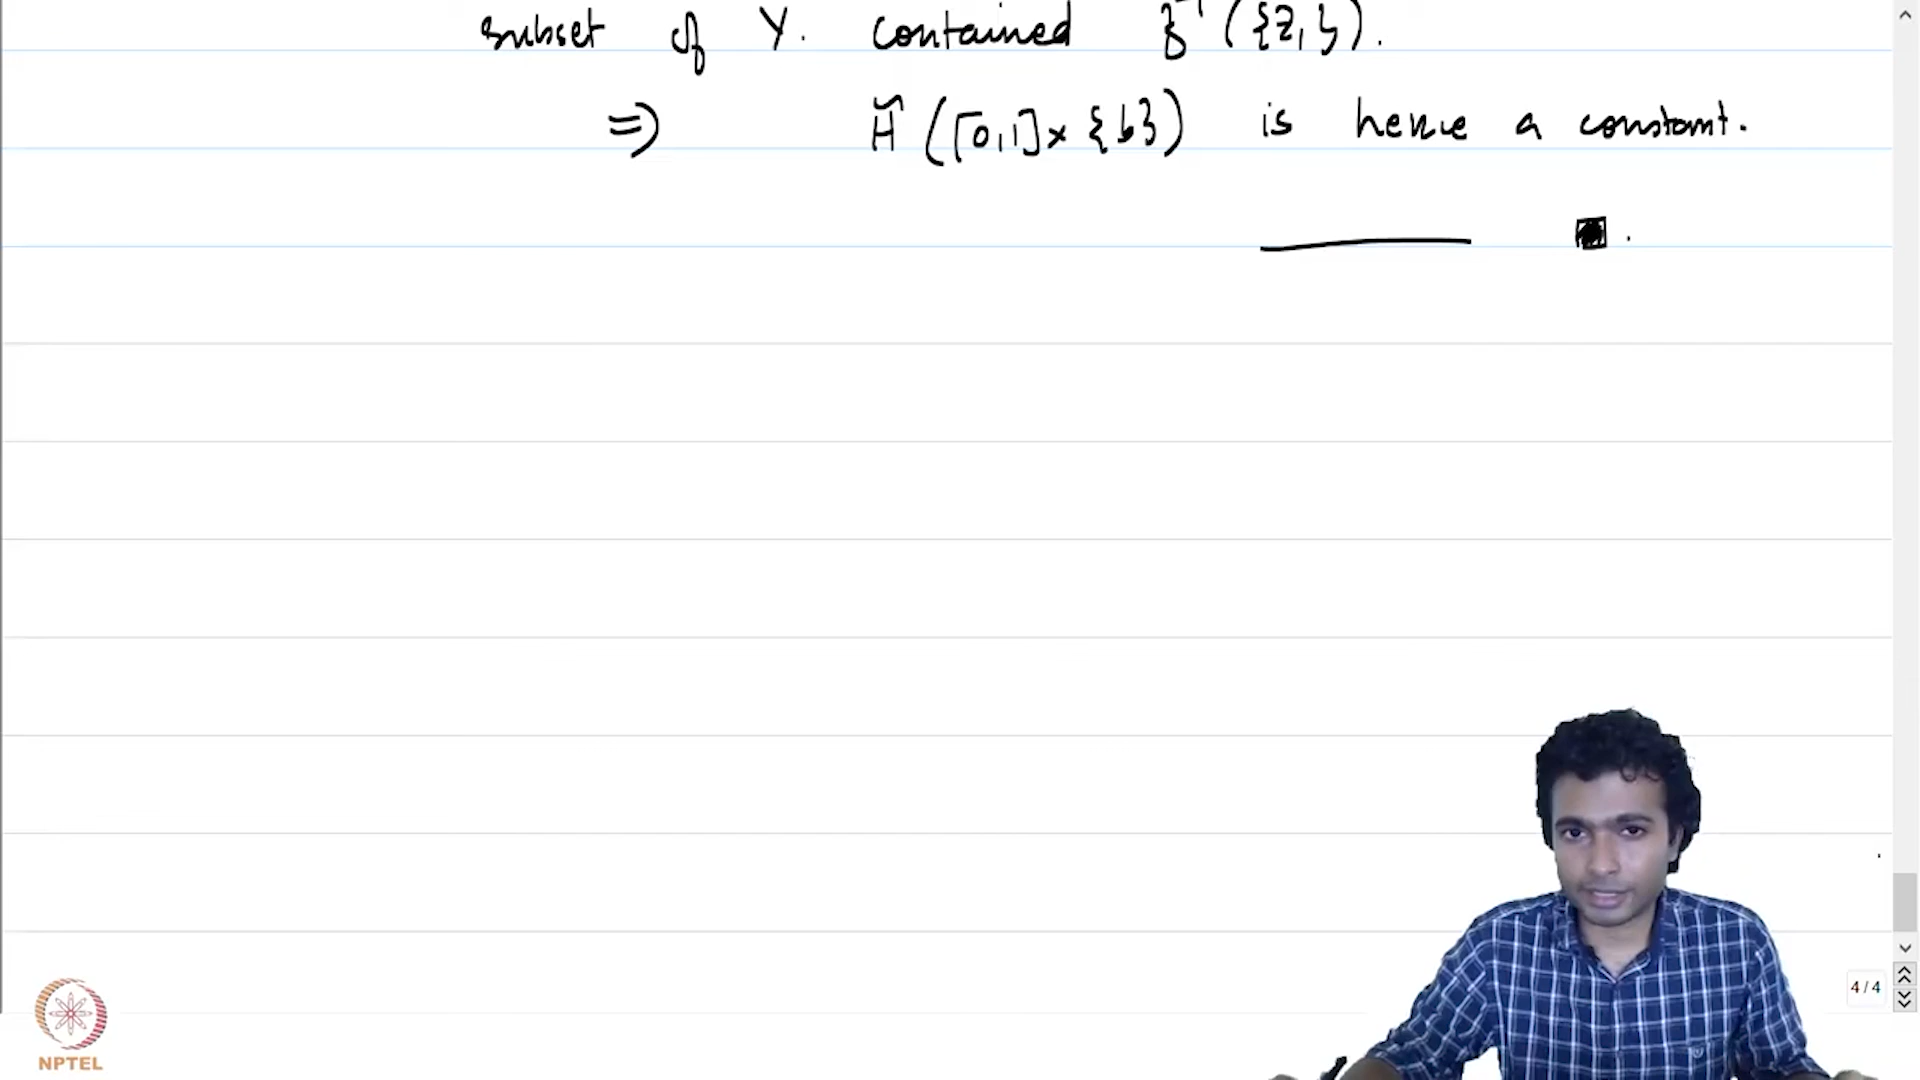 subset of Y. contained f⁻¹({z₁}).
=> H̃ ([0,1] × {b}) is hence a constant.
4 / 4
NPTEL